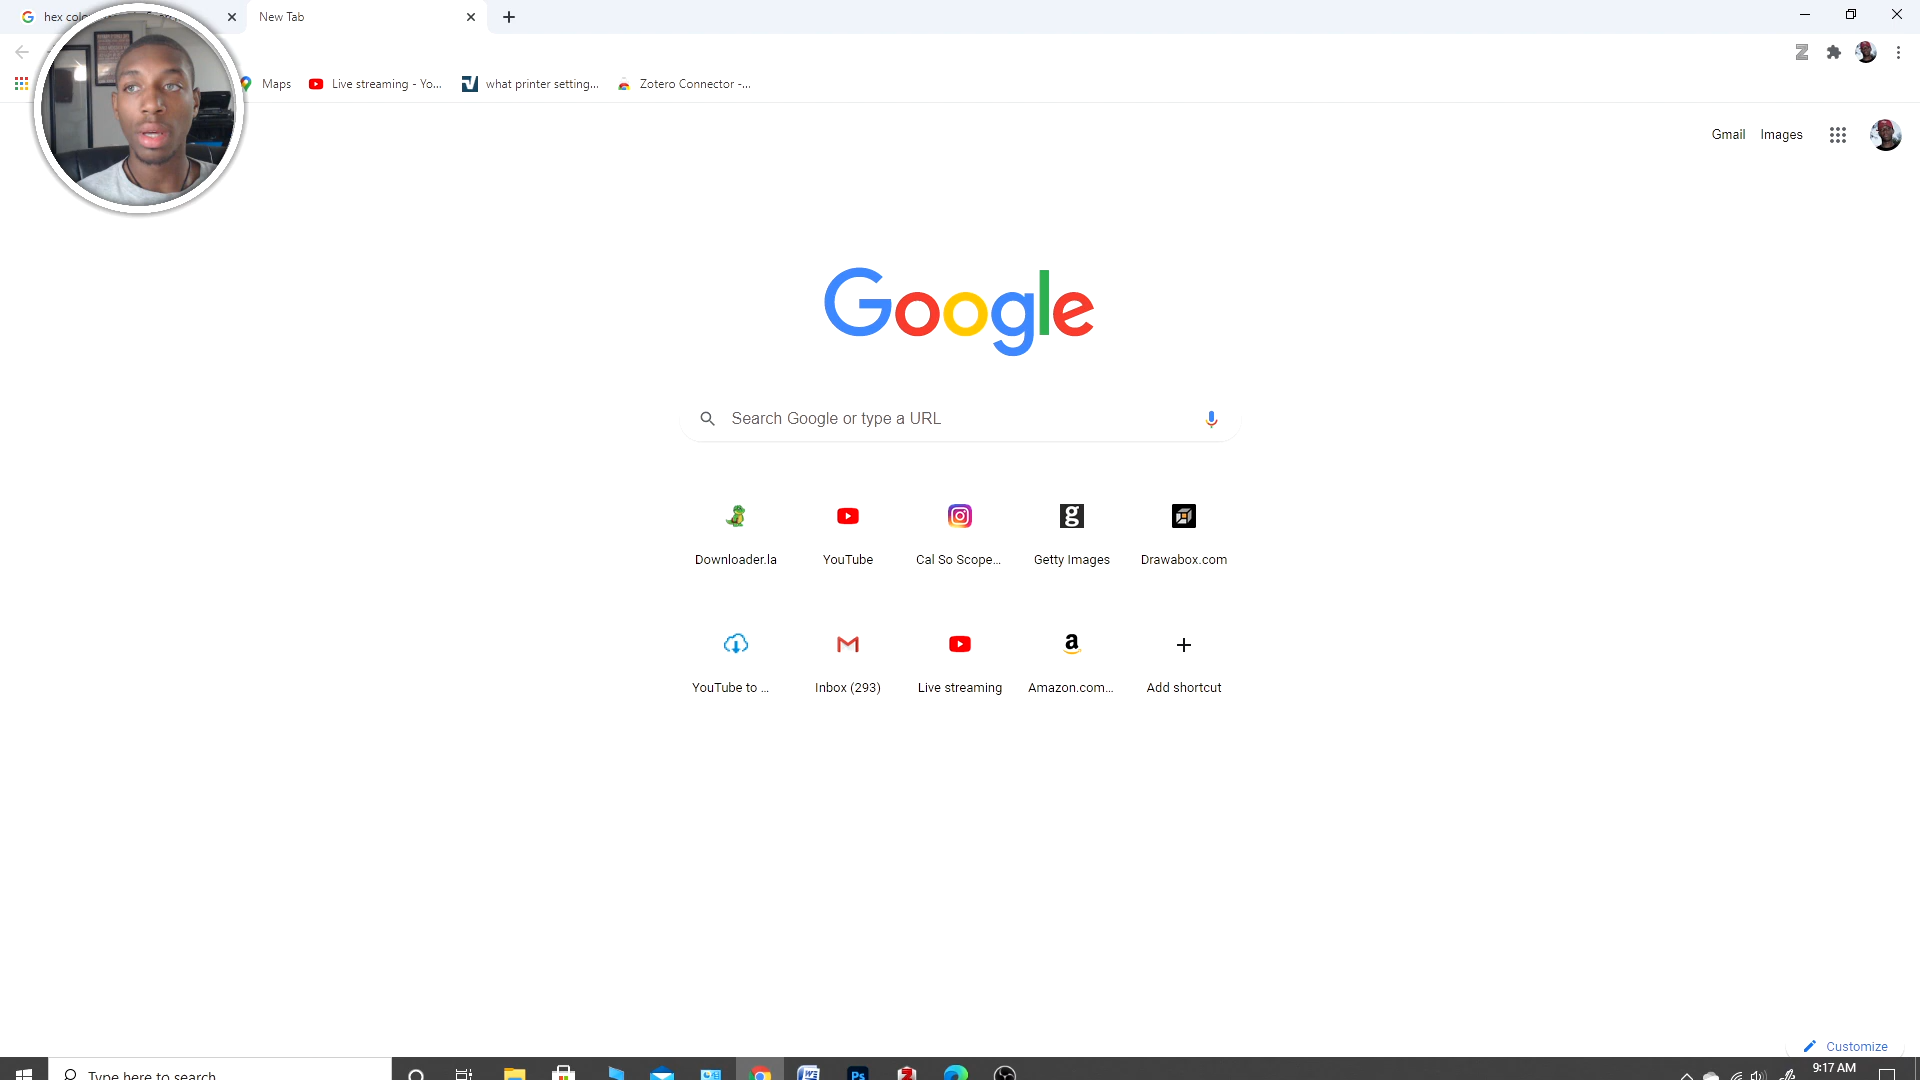 hex colo
New Tab
Maps
Live streaming - Yo...
what printer setting...
Zotero Connector -...
Gmail
Images
Google
Search Google or type a URL
Downloader.la
YouTube
Cal So Scope...
Getty Images
Drawabox.com
YouTube to ...
Inbox (293)
Live streaming
Amazon.com...
Add shortcut
Customize
Type here to search
9:17 AM